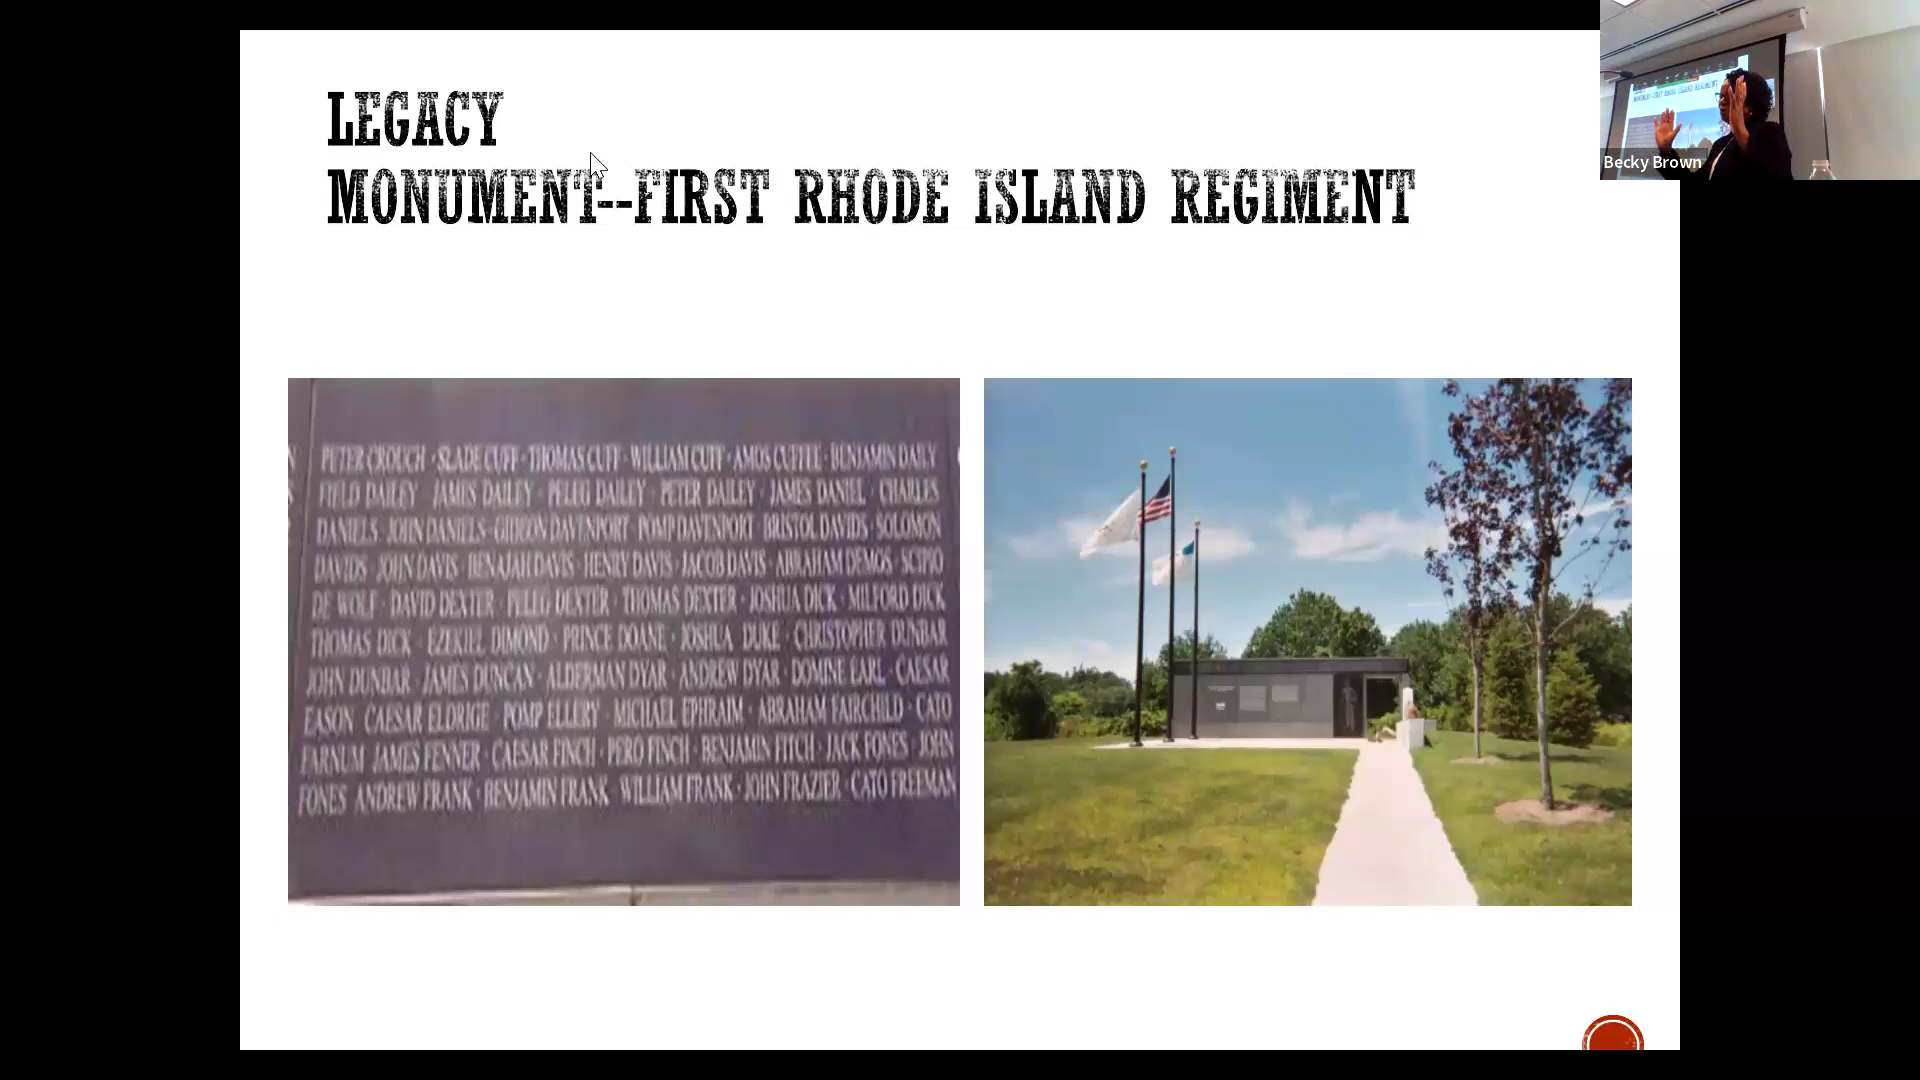 LEGACY
MONUMENT--FIRST RHODE ISLAND REGIMENT
Becky Brown
PETER CROUCH · SLADE CUFF · THOMAS CUFF · WILLIAM CUFF · AMOS CUFFEE · BENJAMIN DAILY
FIELD DAILEY JAMES DAILEY · PELEG DAILEY · PETER DAILEY · JAMES DANIEL · CHARLES
DANIELS · JOHN DANIELS · GIDEON DAVENPORT POMP DAVENPORT BRISTOL DAVIDS · SOLOMON
DAVIDS JOHN DAVIS BENAJAH DAVIS · HENRY DAVIS · JACOB DAVIS · ABRAHAM DEMOS · SCIPIO
DE WOLF · DAVID DEXTER · PELEG DEXTER · THOMAS DEXTER · JOSHUA DICK · MILFORD DICK
THOMAS DICK · EZEKIEL DIMOND · PRINCE DOANE · JOSHUA DUKE · CHRISTOPHER DUNBAR
JOHN DUNBAR JAMES DUNCAN · ALDERMAN DYAR · ANDREW DYAR · DOMINE EARL · CAESAR
EASON CAESAR ELDRIGE · POMP ELLERY · MICHAEL EPHRAIM · ABRAHAM FAIRCHILD · CATO
FARNUM JAMES FENNER · CAESAR FINCH · PERO FINCH · BENJAMIN FITCH · JACK FONES · JOHN
FONES ANDREW FRANK · BENJAMIN FRANK WILLIAM FRANK · JOHN FRAZIER · CATO FREEMAN